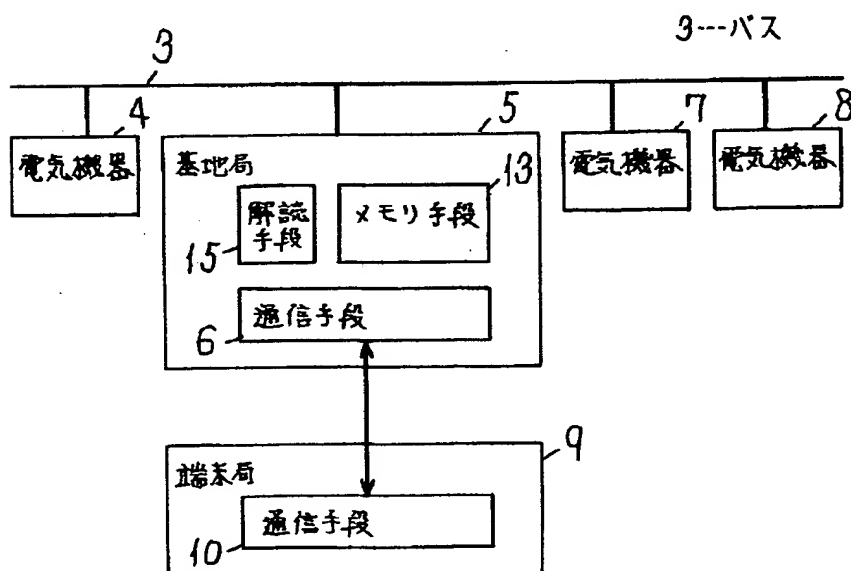 3---バス
3
4
5
7
8
電気機器
基地局
電気機器
電気機器
13
解読
手段
メモリ手段
15
通信手段
6
9
端末局
通信手段
10